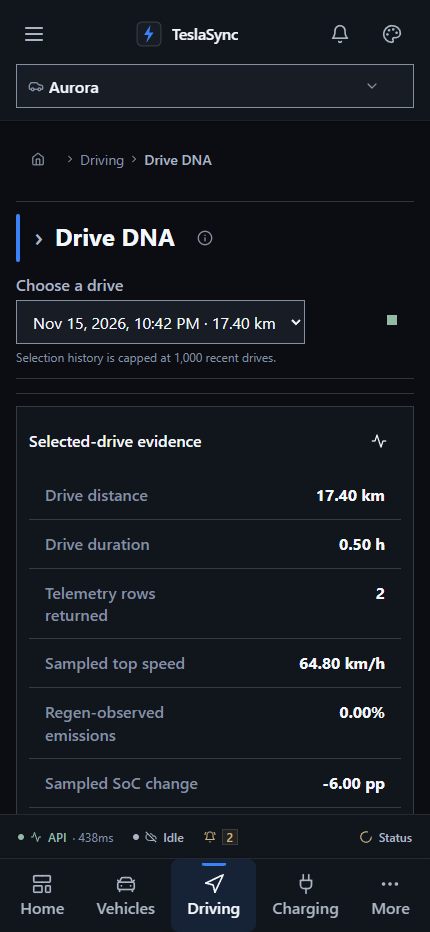 TeslaSync
Aurora
Driving
Drive DNA
Drive DNA
Choose a drive
Nov 15, 2026, 10:42 PM · 17.40 km
Selection history is capped at 1,000 recent drives.
Selected-drive evidence
Drive distance 17.40 km
Drive duration 0.50 h
Telemetry rows 2
returned
Sampled top speed 64.80 km/h
Regen-observed 0.00%
emissions
Sampled SoC change -6.00 pp
API · 438ms Idle 2 Status
Home Vehicles Driving Charging More